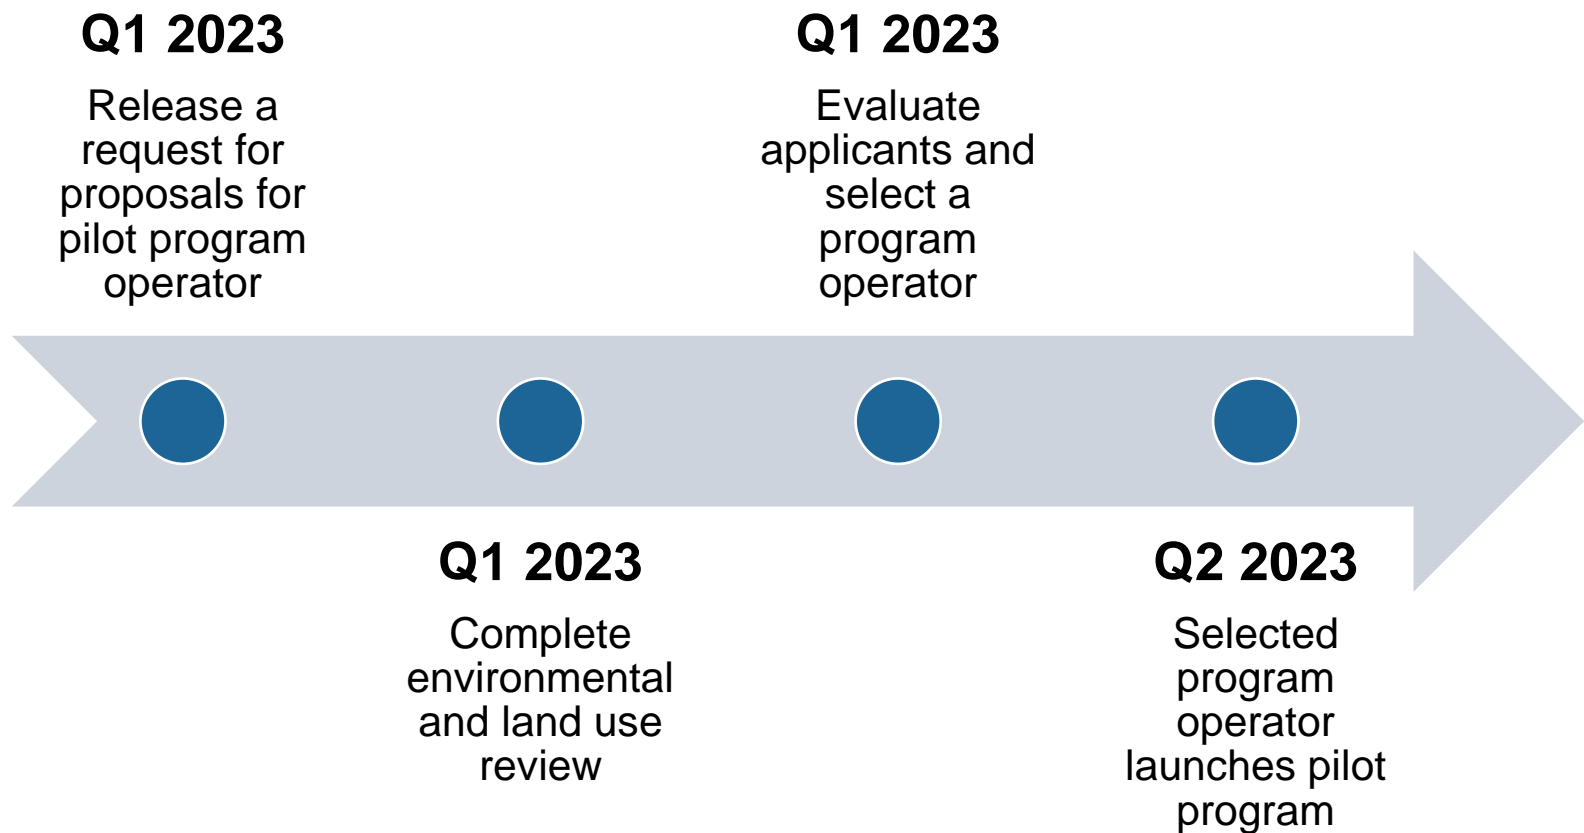 Q1 2023
Release a
request for
proposals for
pilot program
operator
Q1 2023
Complete
environmental
and land use
review
Q1 2023
Evaluate
applicants and
select a
program
operator
Q2 2023
Selected
program
operator
launches pilot
program